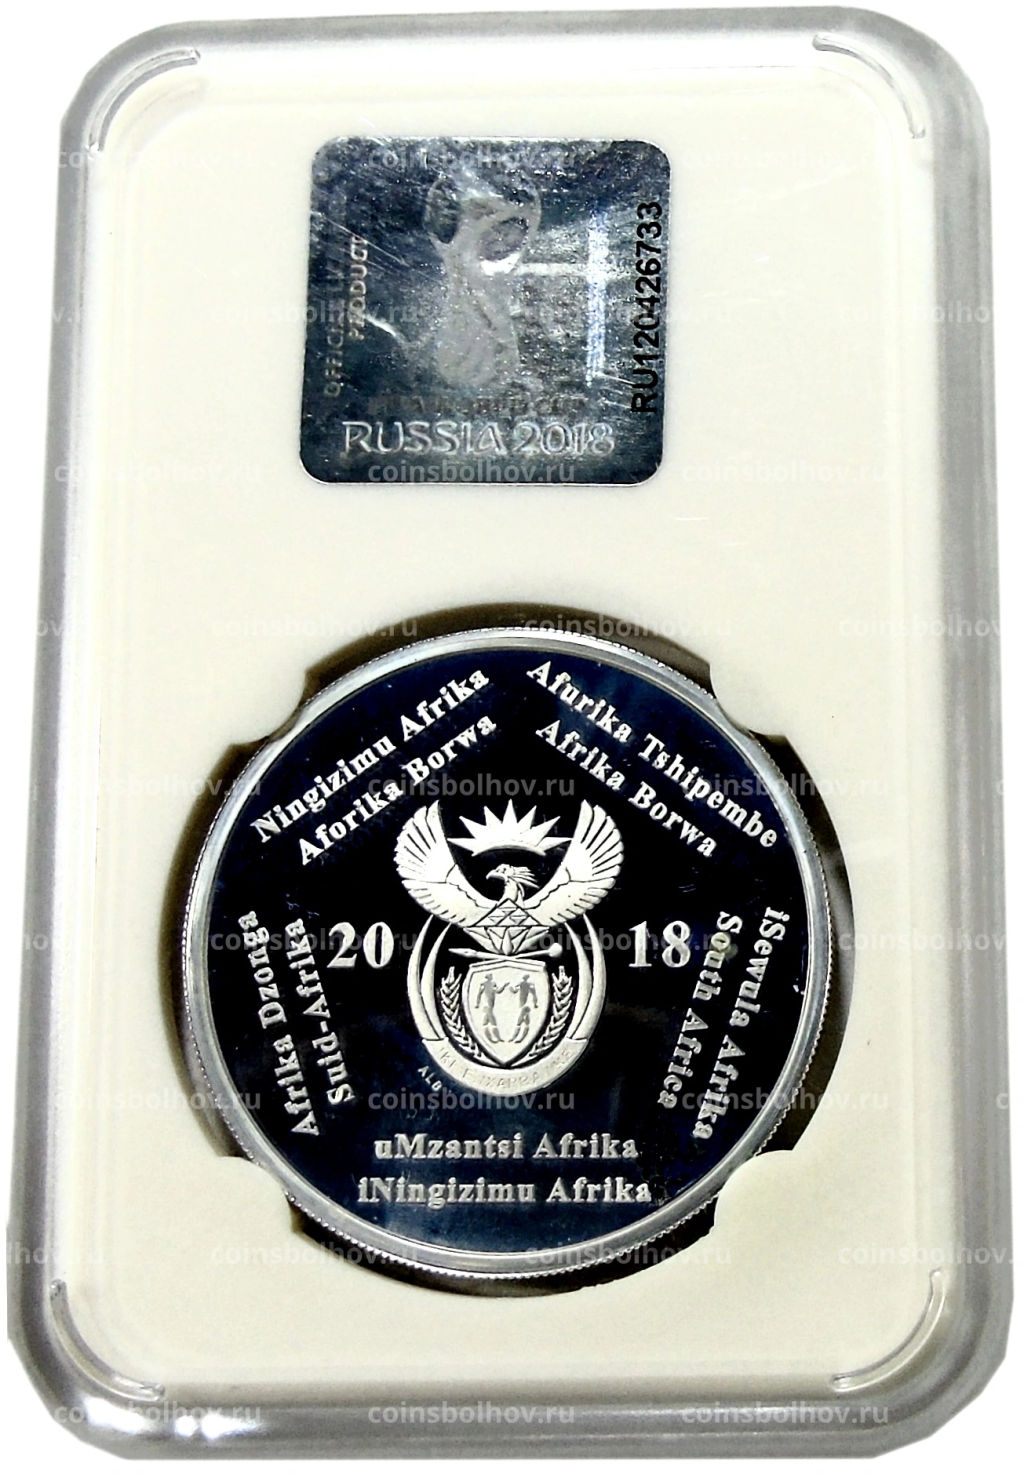 OFFICIAL
PRODUCT
RU120426733
RUSSIA 2018
Ningizimu Afrika
Aforika Borwa
Afurika Tshipembe
Afrika Borwa
Afrika Dzonga
Suid-Afrika
20 18
iSewula Afrika
South Africa
ALS
uMzantsi Afrika
iNingizimu Afrika
coinsbolhov.ru